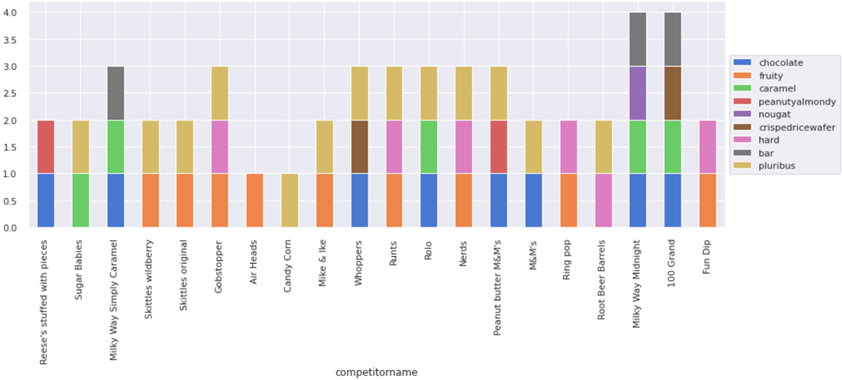 4.0
3.5
3.0
2.5
2.0
1.5
1.0
0.5
0.0
chocolate
fruity
caramel
peanutyalmondy
nougat
crispedricewafer
hard
bar
pluribus
Reese's stuffed with pieces
Sugar Babies
Milky Way Simply Caramel
Skittles wildberry
Skittles original
Gobstopper
Air Heads
Candy Corn
Mike & Ike
Whoppers
Runts
Rolo
Nerds
Peanut butter M&M's
M&M's
Ring pop
Root Beer Barrels
Milky Way Midnight
100 Grand
Fun Dip
competitorname